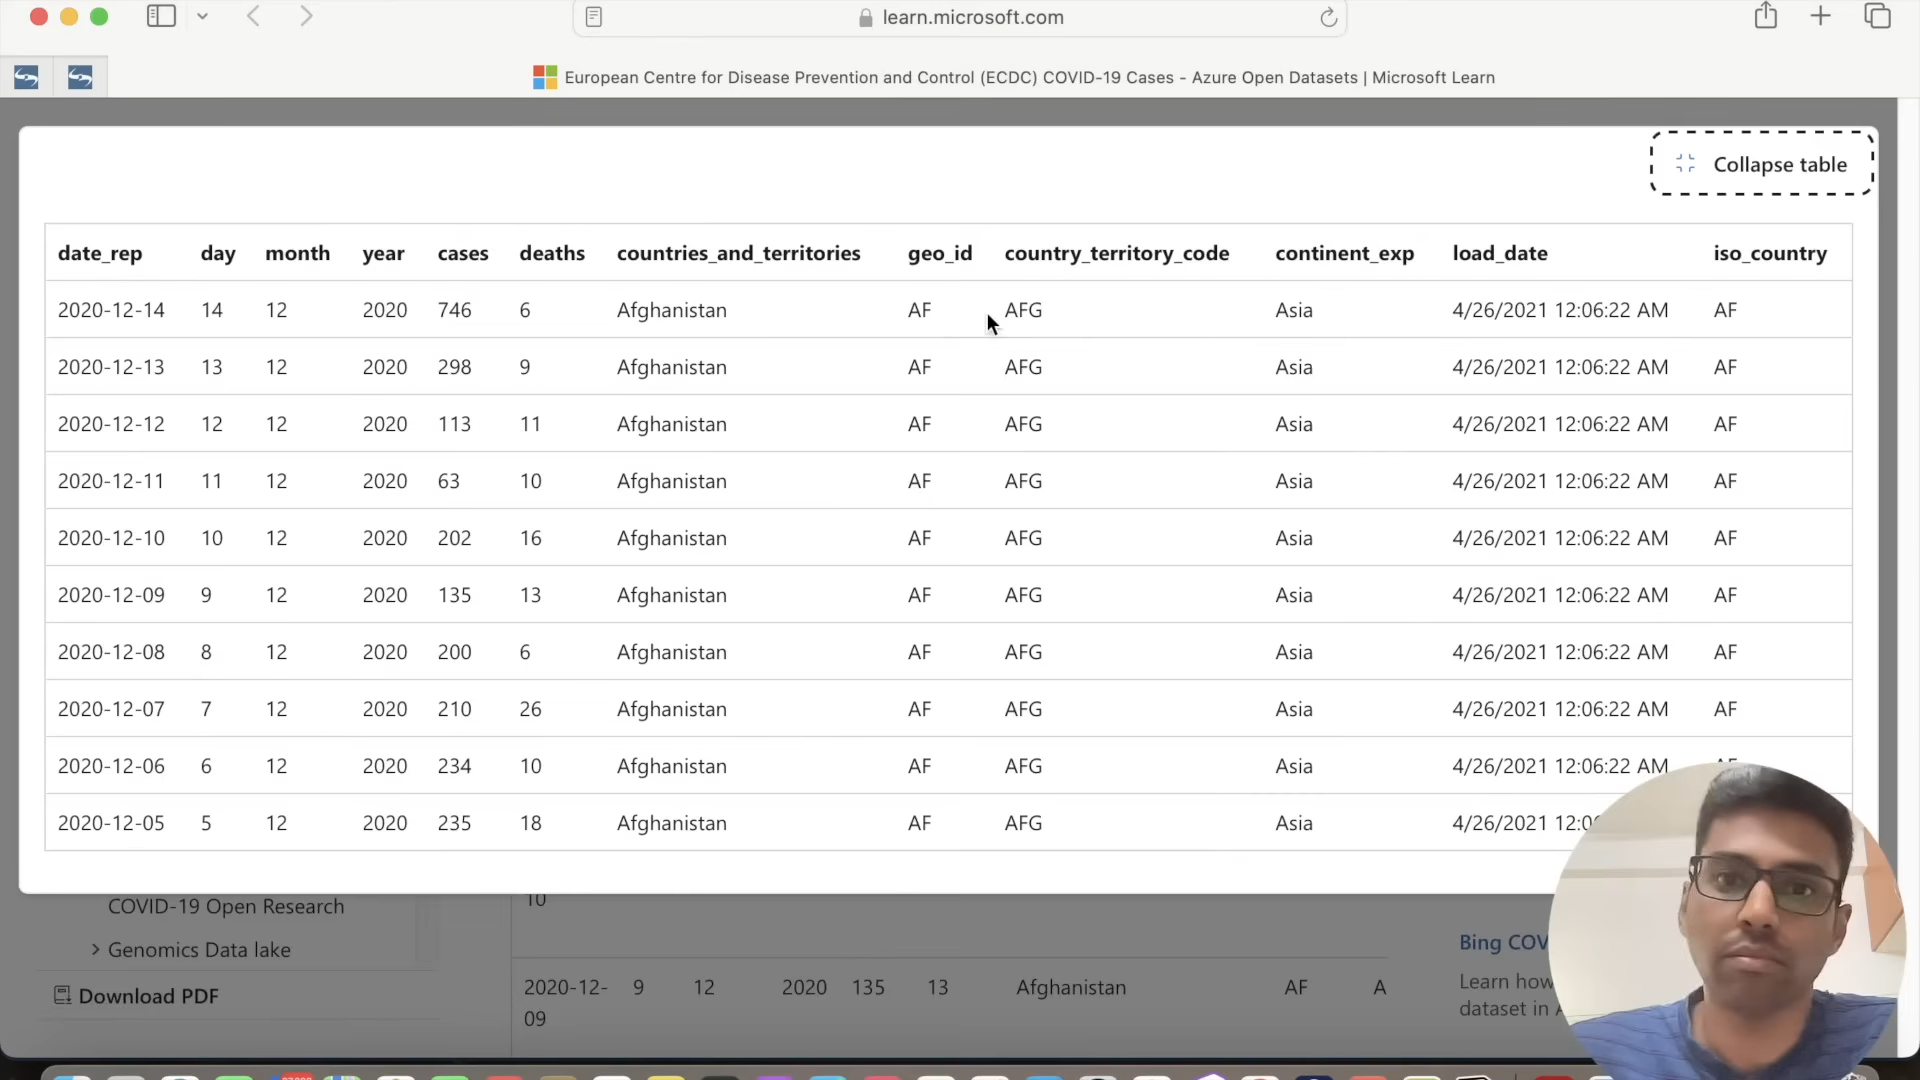 learn.microsoft.com
European Centre for Disease Prevention and Control (ECDC) COVID-19 Cases - Azure Open Datasets | Microsoft Learn
Collapse table
date_rep day month year cases deaths countries_and_territories geo_id country_territory_code continent_exp load_date iso_country
2020-12-14 14 12 2020 746 6 Afghanistan AF AFG Asia 4/26/2021 12:06:22 AM AF
2020-12-13 13 12 2020 298 9 Afghanistan AF AFG Asia 4/26/2021 12:06:22 AM AF
2020-12-12 12 12 2020 113 11 Afghanistan AF AFG Asia 4/26/2021 12:06:22 AM AF
2020-12-11 11 12 2020 63 10 Afghanistan AF AFG Asia 4/26/2021 12:06:22 AM AF
2020-12-10 10 12 2020 202 16 Afghanistan AF AFG Asia 4/26/2021 12:06:22 AM AF
2020-12-09 9 12 2020 135 13 Afghanistan AF AFG Asia 4/26/2021 12:06:22 AM AF
2020-12-08 8 12 2020 200 6 Afghanistan AF AFG Asia 4/26/2021 12:06:22 AM AF
2020-12-07 7 12 2020 210 26 Afghanistan AF AFG Asia 4/26/2021 12:06:22 AM AF
2020-12-06 6 12 2020 234 10 Afghanistan AF AFG Asia 4/26/2021 12:06:22 AM
2020-12-05 5 12 2020 235 18 Afghanistan AF AFG Asia 4/26/2021
COVID-19 Open Research
Genomics Data lake
Download PDF
10
2020-12- 9 12 2020 135 13 Afghanistan AF A
09
Bing
Learn how
dataset in